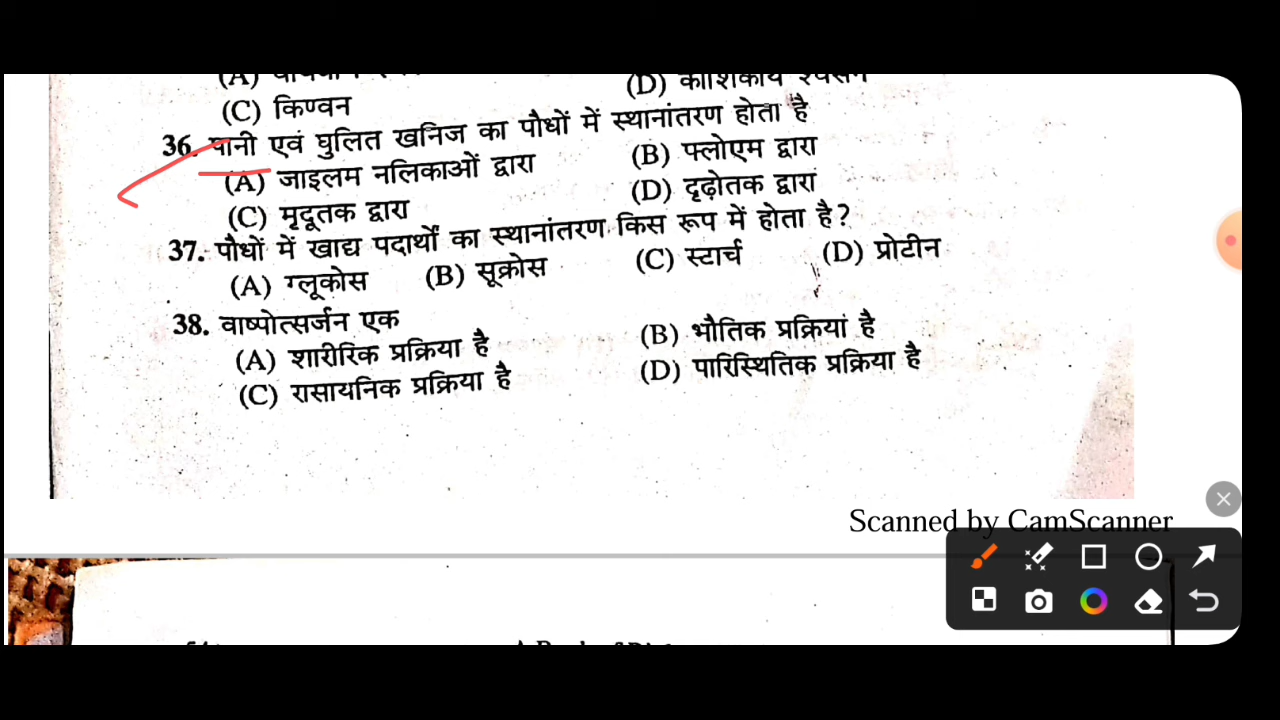 (C) किण्वन
(D) कोशिकीय श्वसन
36. पानी एवं घुलित खनिज का पौधों में स्थानांतरण होता है
(A) जाइलम नलिकाओं द्वारा
(B) फ्लोएम द्वारा
(C) मृदूतक द्वारा
(D) दृढ़ोतक द्वारा
37. पौधों में खाद्य पदार्थों का स्थानांतरण किस रूप में होता है?
(A) ग्लूकोस (B) सूक्रोस (C) स्टार्च (D) प्रोटीन
38. वाष्पोत्सर्जन एक
(A) शारीरिक प्रक्रिया है
(B) भौतिक प्रक्रिया है
(C) रासायनिक प्रक्रिया है
(D) पारिस्थितिक प्रक्रिया है
Scanned by CamScanner